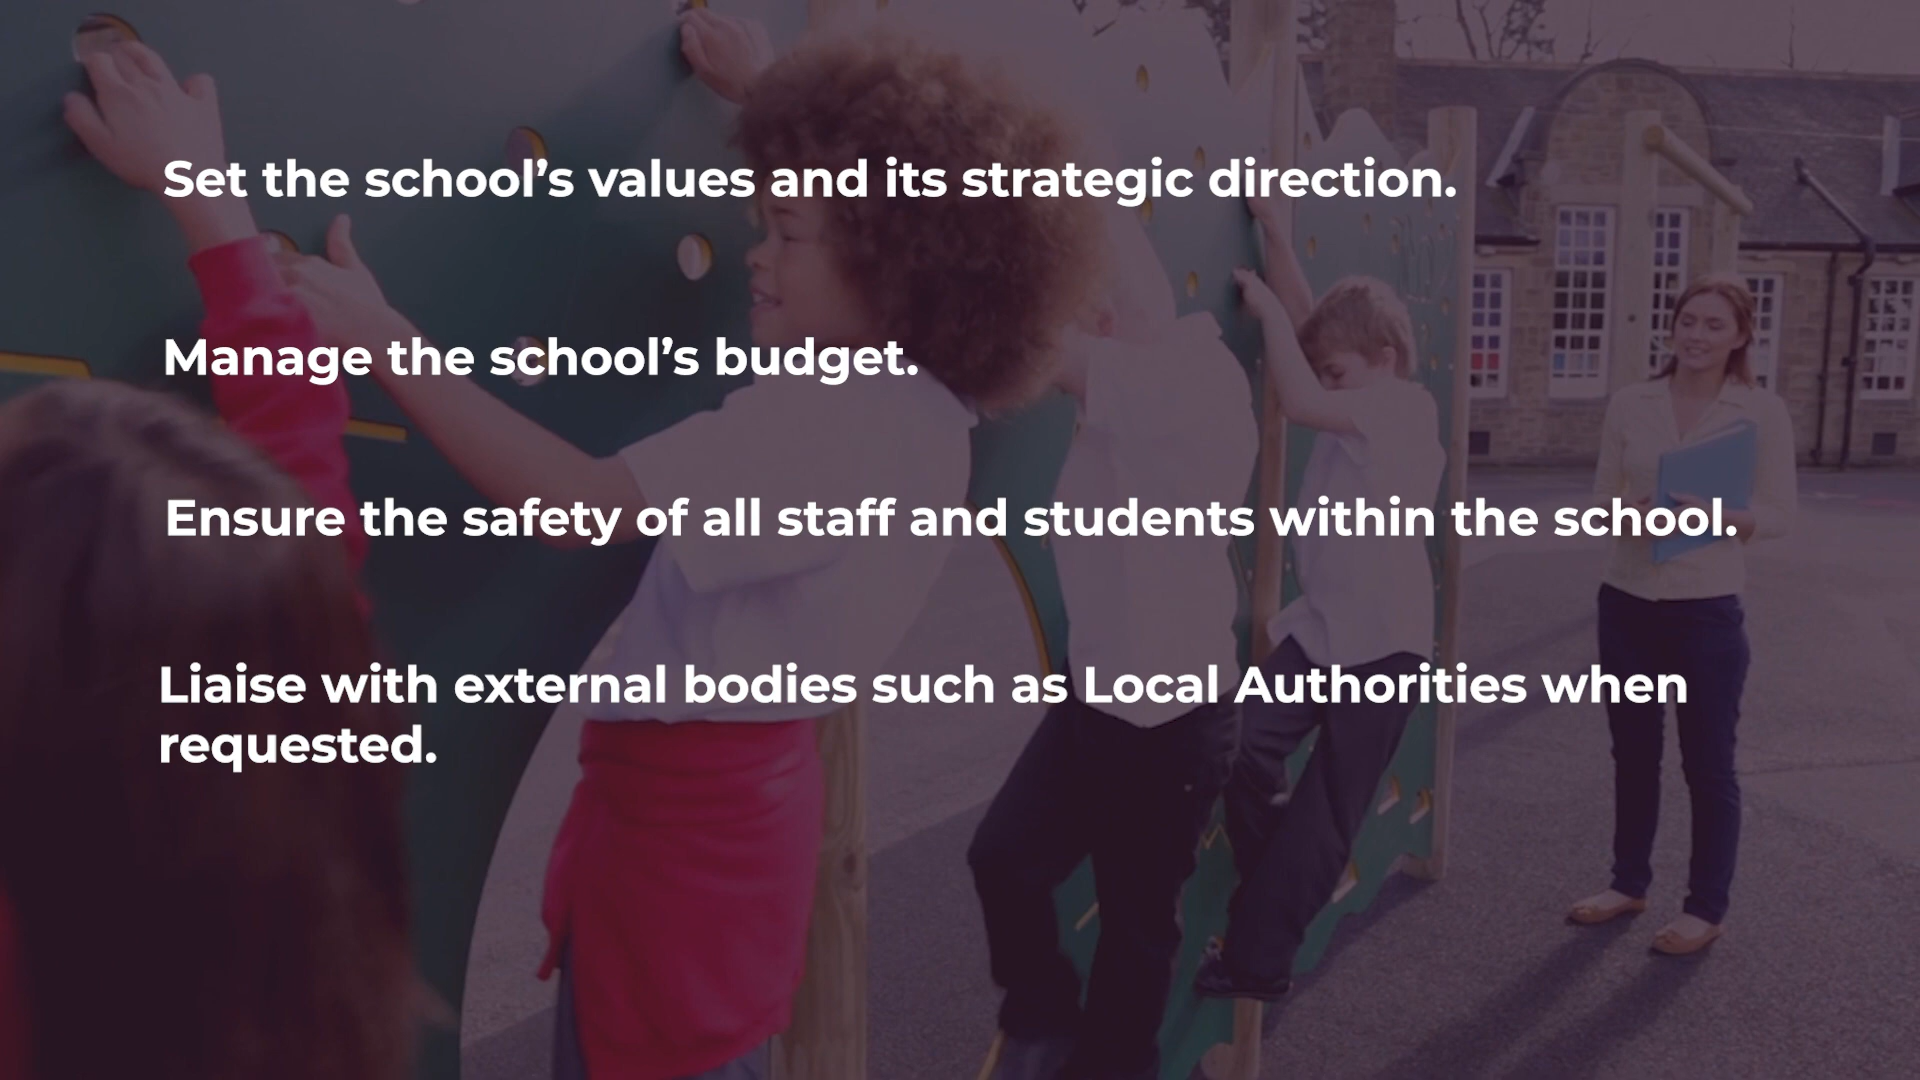 Set the school’s values and its strategic direction.
Manage the school’s budget.
Ensure the safety of all staff and students within the school.
Liaise with external bodies such as Local Authorities when
requested.